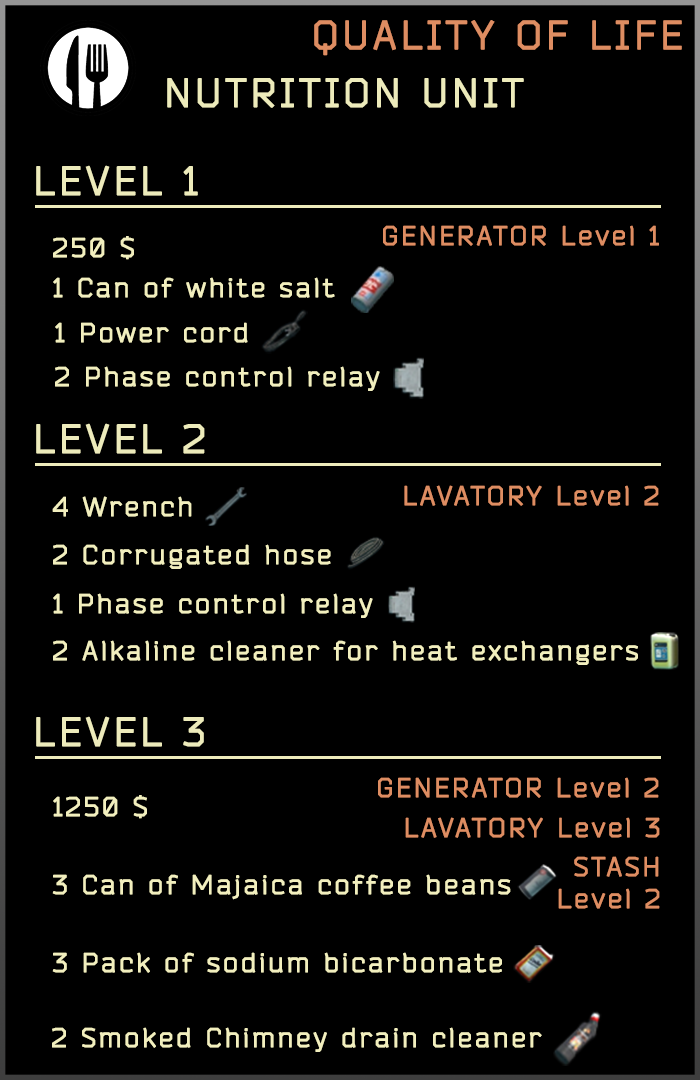 QUALITY OF LIFE
NUTRITION UNIT
LEVEL 1
GENERATOR Level 1
250 $
1 Can of white salt
1 Power cord
2 Phase control relay
LEVEL 2
LAVATORY Level 2
4 Wrench
2 Corrugated hose
1 Phase control relay
2 Alkaline cleaner for heat exchangers
LEVEL 3
GENERATOR Level 2
1250 $
LAVATORY Level 3
STASH
Level 2
3 Can of Majaica coffee beans
3 Pack of sodium bicarbonate
2 Smoked Chimney drain cleaner